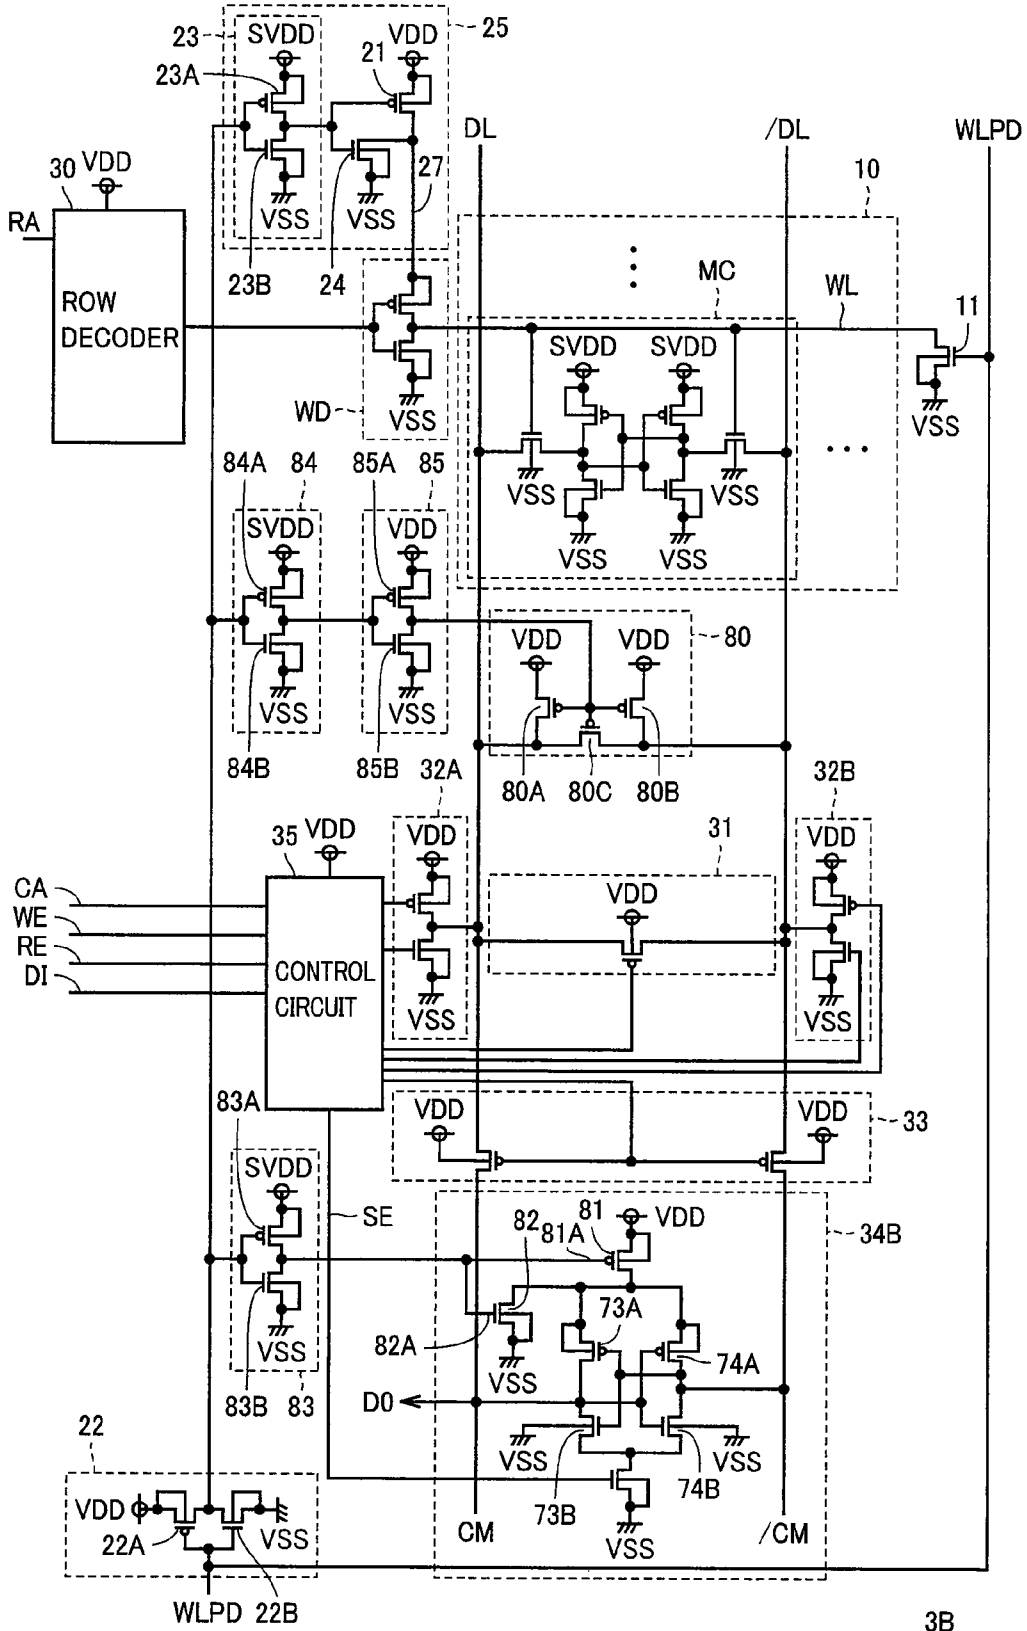 23 SVDD VDD 25
21
23A
DL /DL WLPD
30 VDD
27 10
RA
VSS VSS
23B 24 MC WL
ROW
DECODER
11
SVDD SVDD
WD VSS VSS
84A 84 85A 85
VSS VSS
SVDD VDD VSS VSS
VDD VDD 80
VSS VSS
84B 85B 32A 80A 80C 80B 32B
35 VDD VDD 31 VDD
CA VDD
WE
RE
DI CONTROL
CIRCUIT
VSS VSS
83A VDD VDD 33
SVDD SE 82 81A 81 VDD 34B
73A
82A 74A
VSS VSS
83B 83 D0
VSS VSS
22 73B 74B
VDD VSS CM VSS /CM
22A
WLPD 22B
3B